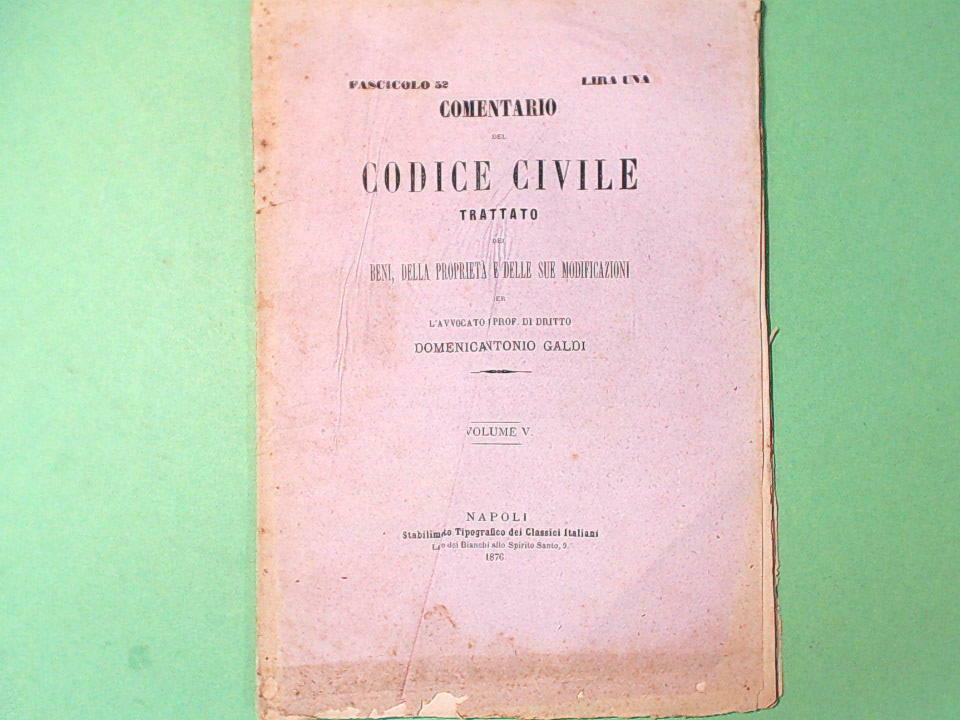 FASCICOLO 52 LIRA UNA
COMENTARIO
DEL
CODICE CIVILE
TRATTATO
DEI
BENI, DELLA PROPRIETÀ E DELLE SUE MODIFICAZIONI
PER
L'AVVOCATO PROF. DI DRITTO
DOMENICANTONIO GALDI
VOLUME V.
NAPOLI
Stabilimento Tipografico dei Classici Italiani
dei Bianchi allo Spirito Santo, 9.
1876